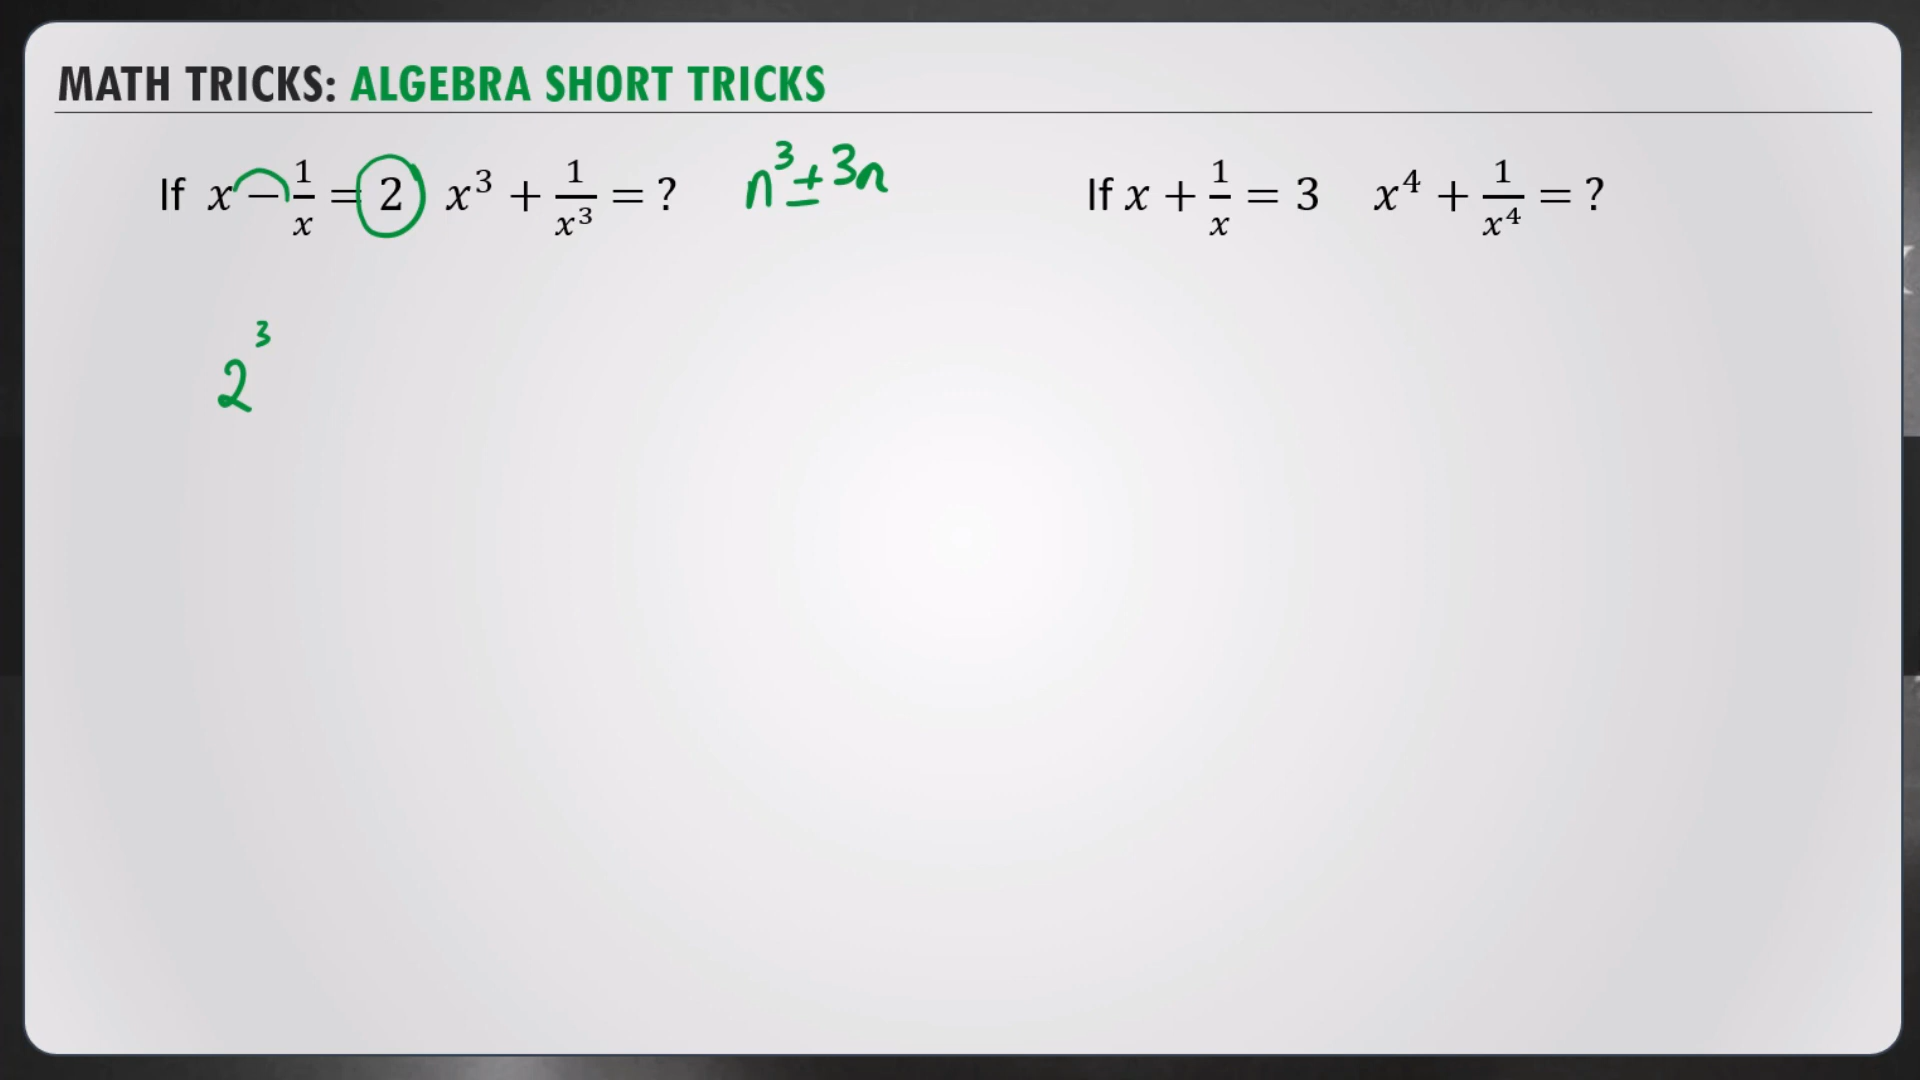 MATH TRICKS: ALGEBRA SHORT TRICKS
If x − 1/x = 2 x³ + 1/x³ = ? n³ ± 3n
If x + 1/x = 3 x⁴ + 1/x⁴ = ?
2³